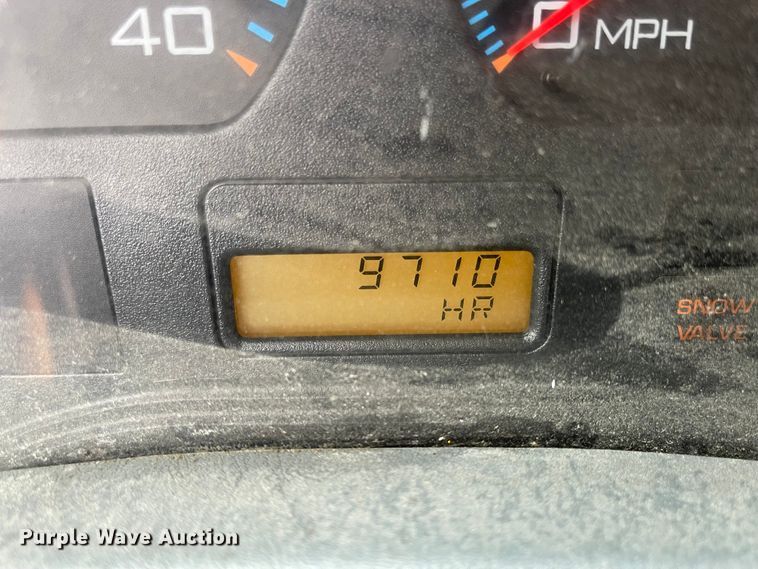 40
0 MPH
9710
HR
SNOW
VALVE
Purple Wave Auction